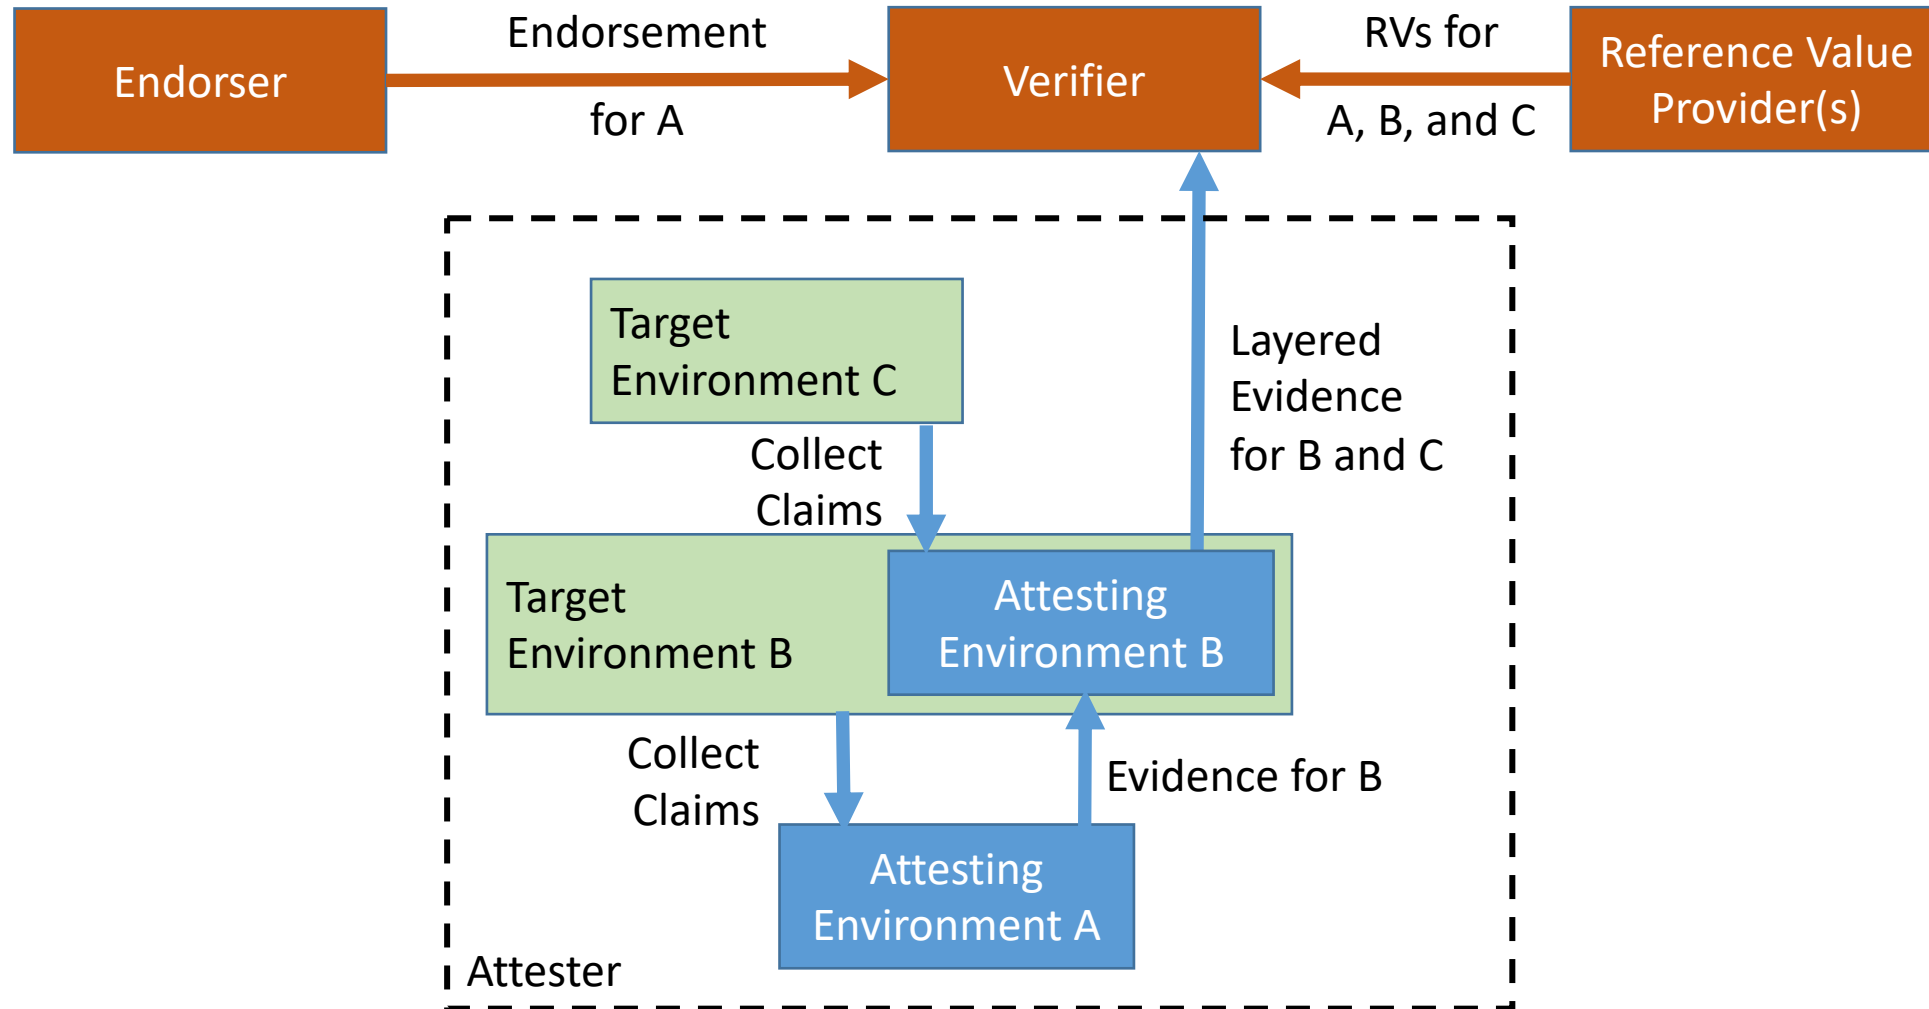 Endorser
Endorsement
for A
Verifier
RVs for
A, B, and C
Reference Value
Provider(s)
Target
Environment C
Collect
Claims
Layered
Evidence
for B and C
Target
Environment B
Attesting
Environment B
Collect
Claims
Evidence for B
Attesting
Environment A
Attester